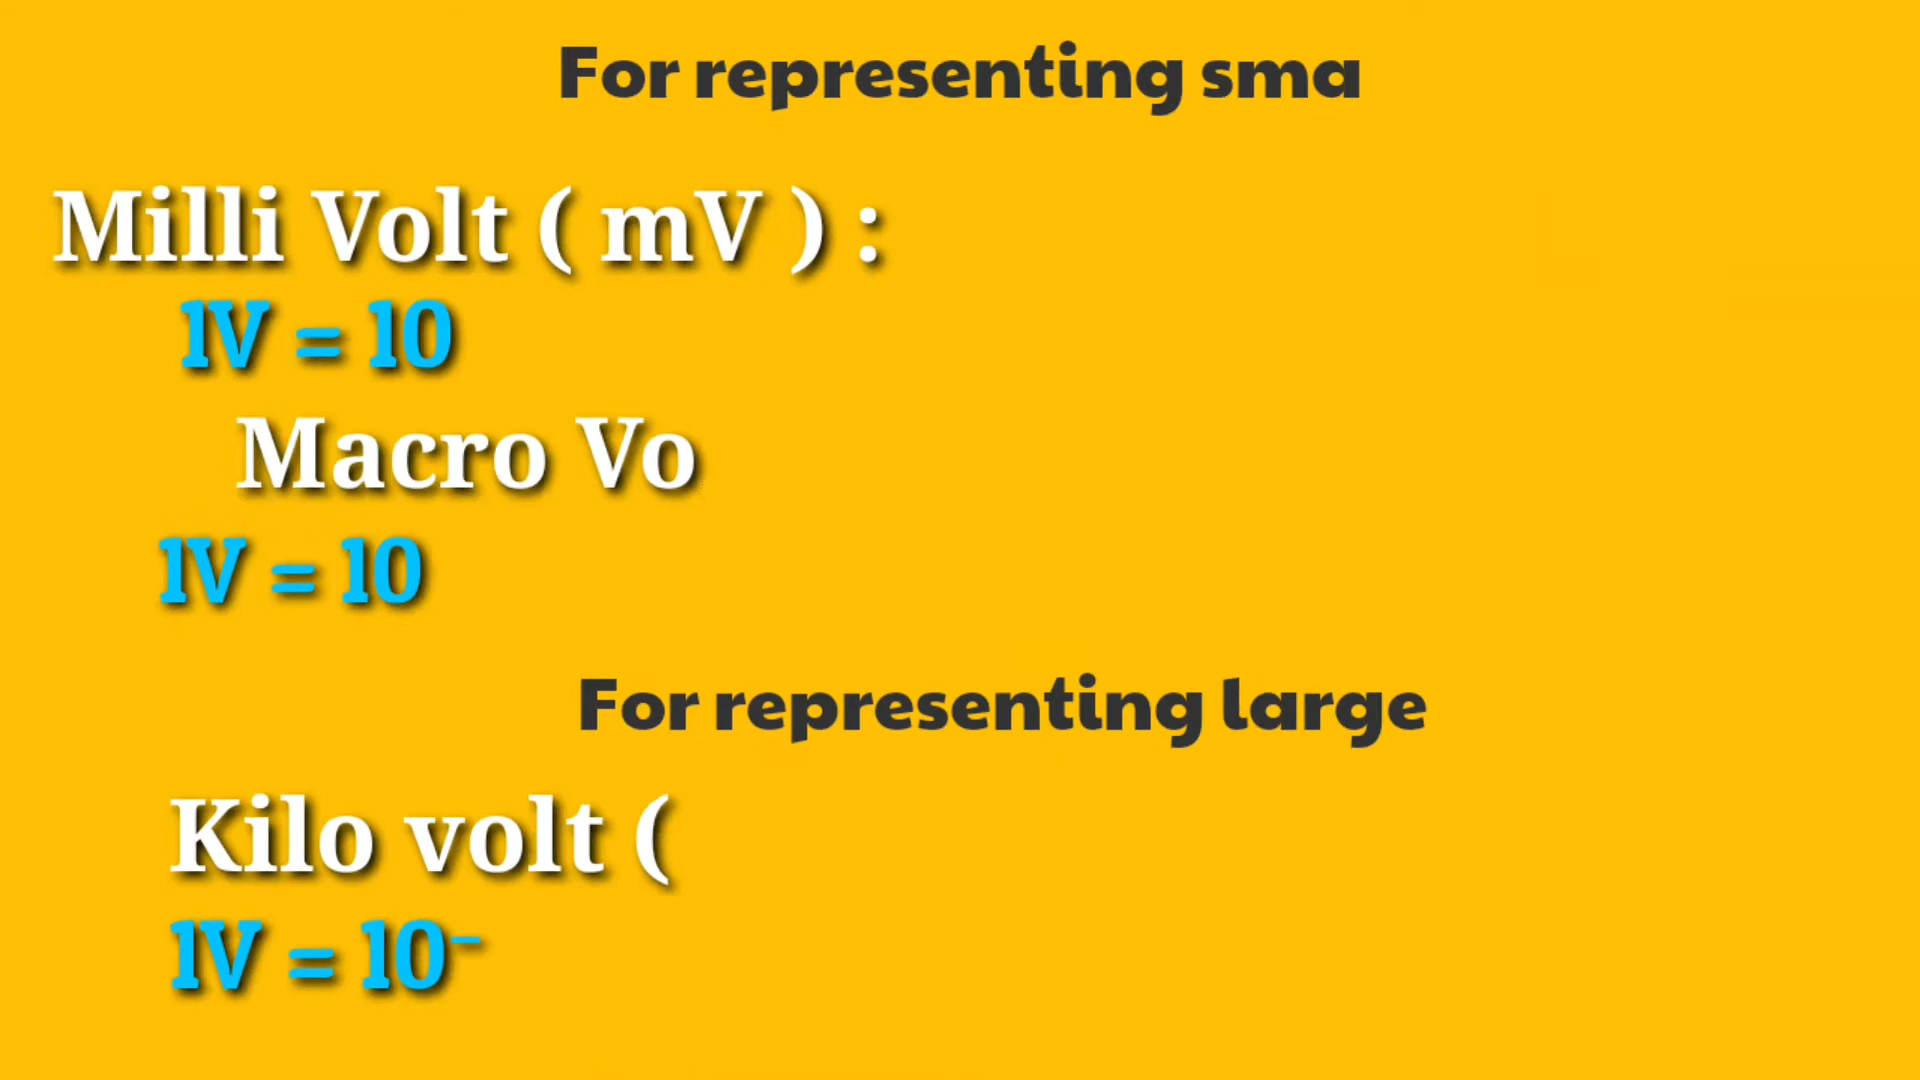 For representing sma
Milli Volt ( mV ) :
1V = 10
Macro Vo
1V = 10
For representing large
Kilo volt (
1V = 10⁻